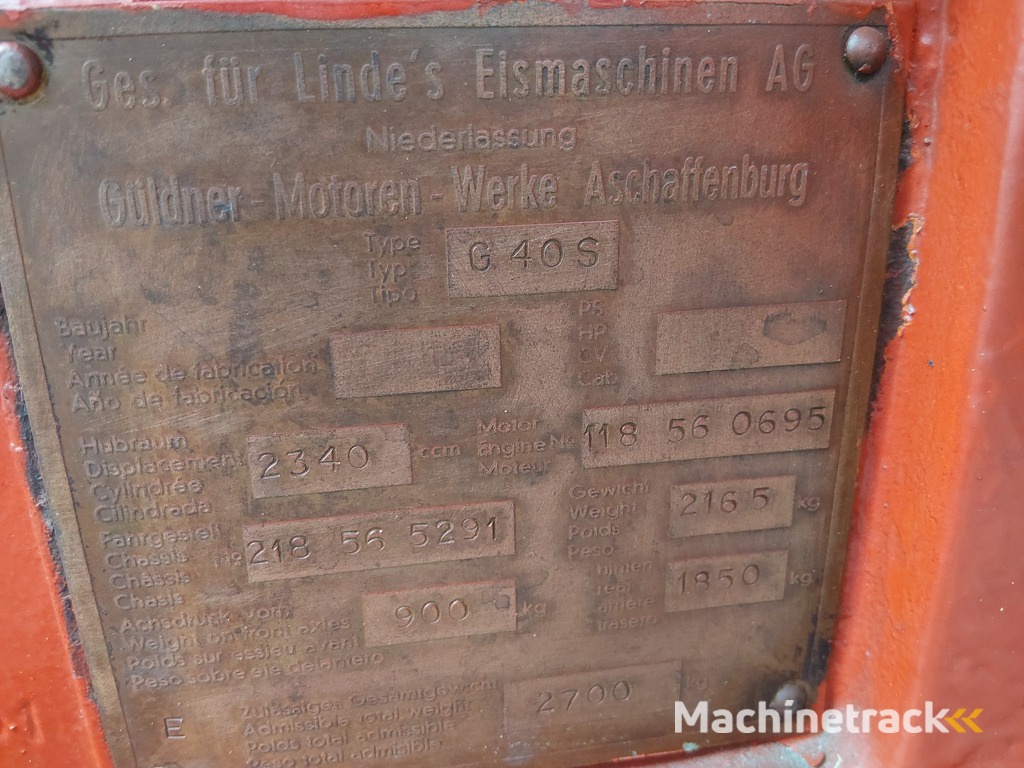 Ges. für Linde's Eismaschinen AG
Niederlassung
Güldner-Motoren-Werke Aschaffenburg
Type
Typ
Tipo
G 40 S
Baujahr
Year
Année de fabrication
Año de fabricación
PS
HP
CV
Hubraum
Displacement
Cylindrée
Cilindrada
2340 ccm
Motor
Engine No.
Moteur
118 56 0695
Fahrgestell
Chassis
Châssis
Chasis
218 56 5291
Gewicht
Weight
Poids
Peso
2165 kg
Achsdruck vorn
Weight on front axles
Poids sur essieu avant
Peso sobre eje delantero
900 kg
hinten
rear
arrière
trasero
1850 kg
E
Zulässiges Gesamtgewicht
Admissible total weight
Poids total admissible
Peso total admisible
2700 kg
Machinetrack